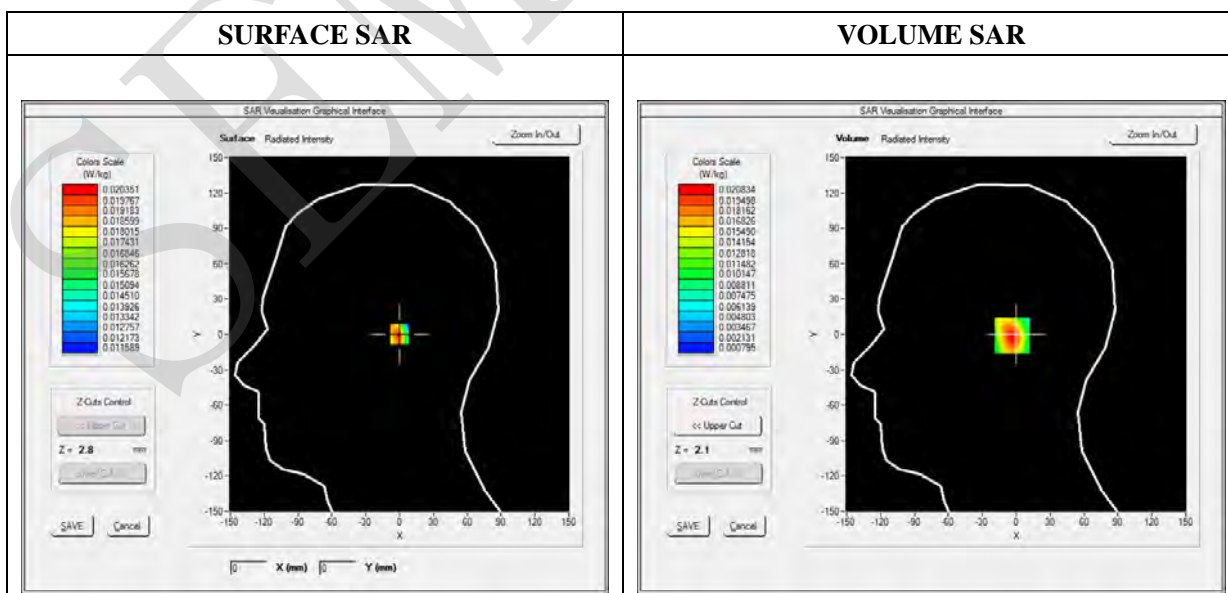 SURFACE SAR
VOLUME SAR
SAR Visualisation Graphical Interface
Surface Radiated Intensity
Zoom In/Out
Colors Scale
(W/kg)
0.020351
0.019767
0.019183
0.018599
0.018015
0.017431
0.016846
0.016262
0.015678
0.015094
0.014510
0.013926
0.013342
0.012757
0.012173
0.011589
Z-Cuts Control
<< Upper Cut
Z = 2.8 mm
SAVE Cancel
150
120
90
60
30
0
-30
-60
-90
-120
-150
Y
-150 -120 -90 -60 -30 0 30 60 90 120 150
X
0 X (mm) 0 Y (mm)
SAR Visualisation Graphical Interface
Volume Radiated Intensity
Zoom In/Out
Colors Scale
(W/kg)
0.020834
0.019498
0.018162
0.016826
0.015490
0.014154
0.012818
0.011482
0.010147
0.008811
0.007475
0.006139
0.004803
0.003467
0.002131
0.000795
Z-Cuts Control
<< Upper Cut
Z = 2.1 mm
SAVE Cancel
150
120
90
60
30
0
-30
-60
-90
-120
-150
Y
-150 -120 -90 -60 -30 0 30 60 90 120 150
X